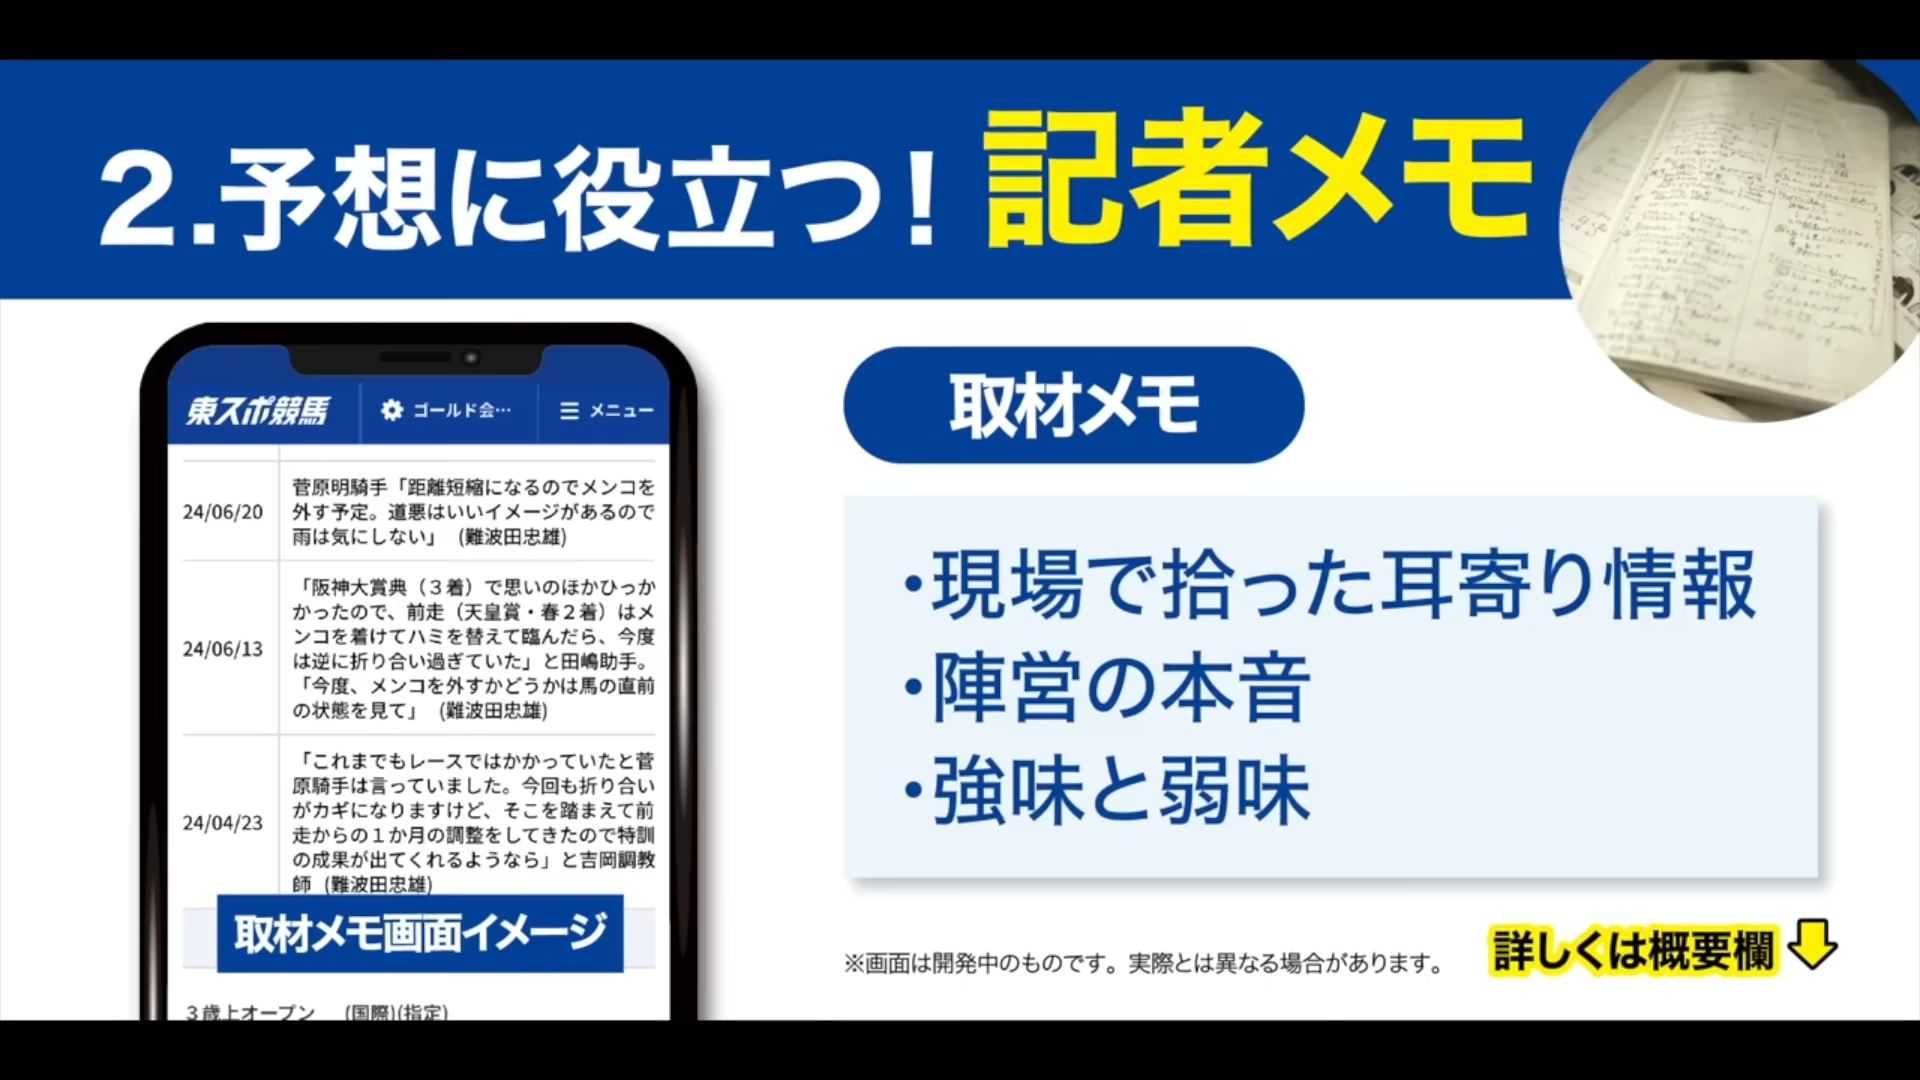 2.予想に役立つ！記者メモ
東スポ競馬 ゴールド会… メニュー
24/06/20
菅原明騎手「距離短縮になるのでメンコを
外す予定。道悪はいいイメージがあるので
雨は気にしない」 (難波田忠雄)
24/06/13
「阪神大賞典（３着）で思いのほかひっか
かったので、前走（天皇賞・春２着）はメ
ンコを着けてハミを替えて臨んだら、今度
は逆に折り合い過ぎていた」と田嶋助手。
「今度、メンコを外すかどうかは馬の直前
の状態を見て」 (難波田忠雄)
24/04/23
「これまでもレースではかかっていたと菅
原騎手は言っていました。今回も折り合い
がカギになりますけど、そこを踏まえて前
走からの１か月の調整をしてきたので特訓
の成果が出てくれるようなら」と吉岡調教
師 (難波田忠雄)
取材メモ画面イメージ
３歳上オープン (国際)(指定)
取材メモ
・現場で拾った耳寄り情報
・陣営の本音
・強味と弱味
※画面は開発中のものです。実際とは異なる場合があります。
詳しくは概要欄